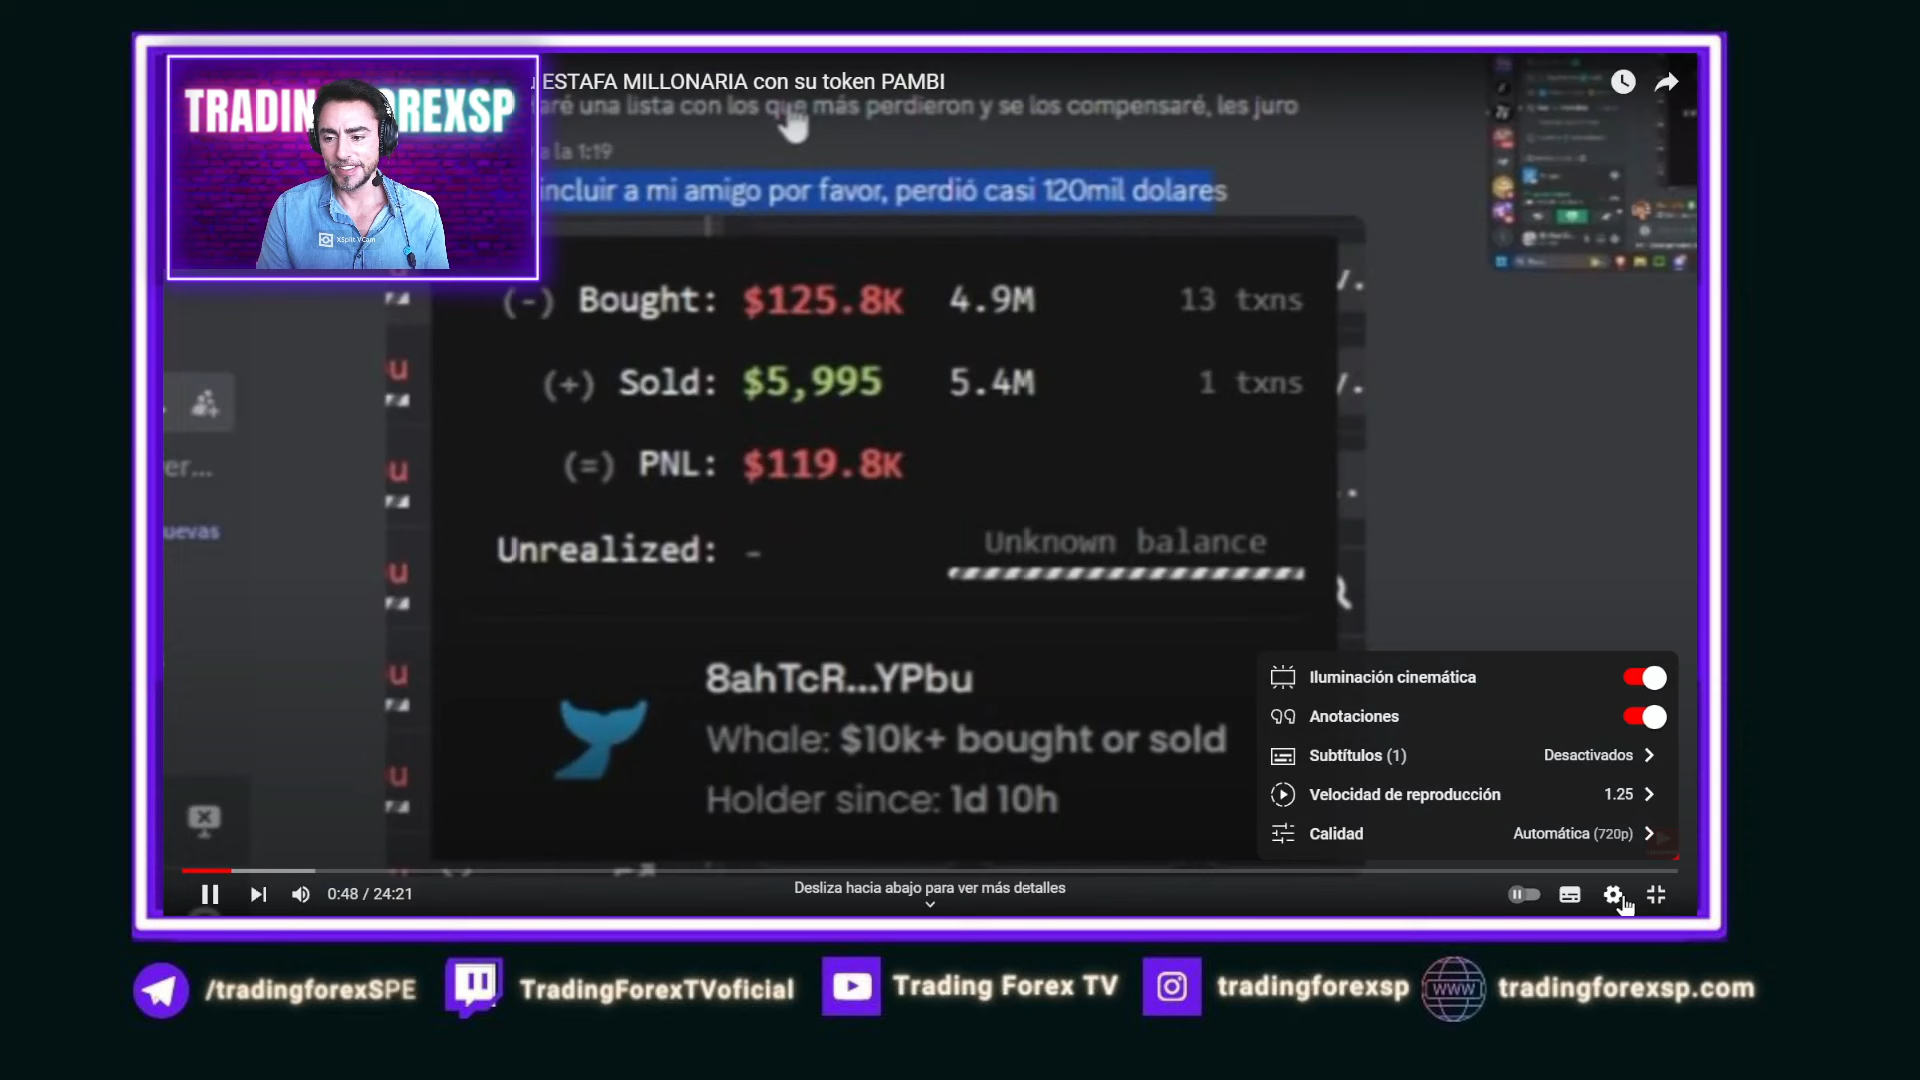 ESTAFA MILLONARIA con su token PAMBI
aré una lista con los que más perdieron y se los compensaré, les juro
a la 1:19
incluir a mi amigo por favor, perdió casi 120mil dolares
TRADIN FOREXSP
XSplit VCam
(-) Bought: $125.8K 4.9M 13 txns
(+) Sold: $5,995 5.4M 1 txns
(=) PNL: $119.8K
Unrealized: - Unknown balance
er...
uevas
8ahTcR...YPbu
Whale: $10k+ bought or sold
Holder since: 1d 10h
Iluminación cinemática
Anotaciones
Subtítulos (1) Desactivados
Velocidad de reproducción 1.25
Calidad Automática (720p)
0:48 / 24:21
Desliza hacia abajo para ver más detalles
/tradingforexSPE
TradingForexTVoficial
Trading Forex TV
tradingforexsp
www
tradingforexsp.com